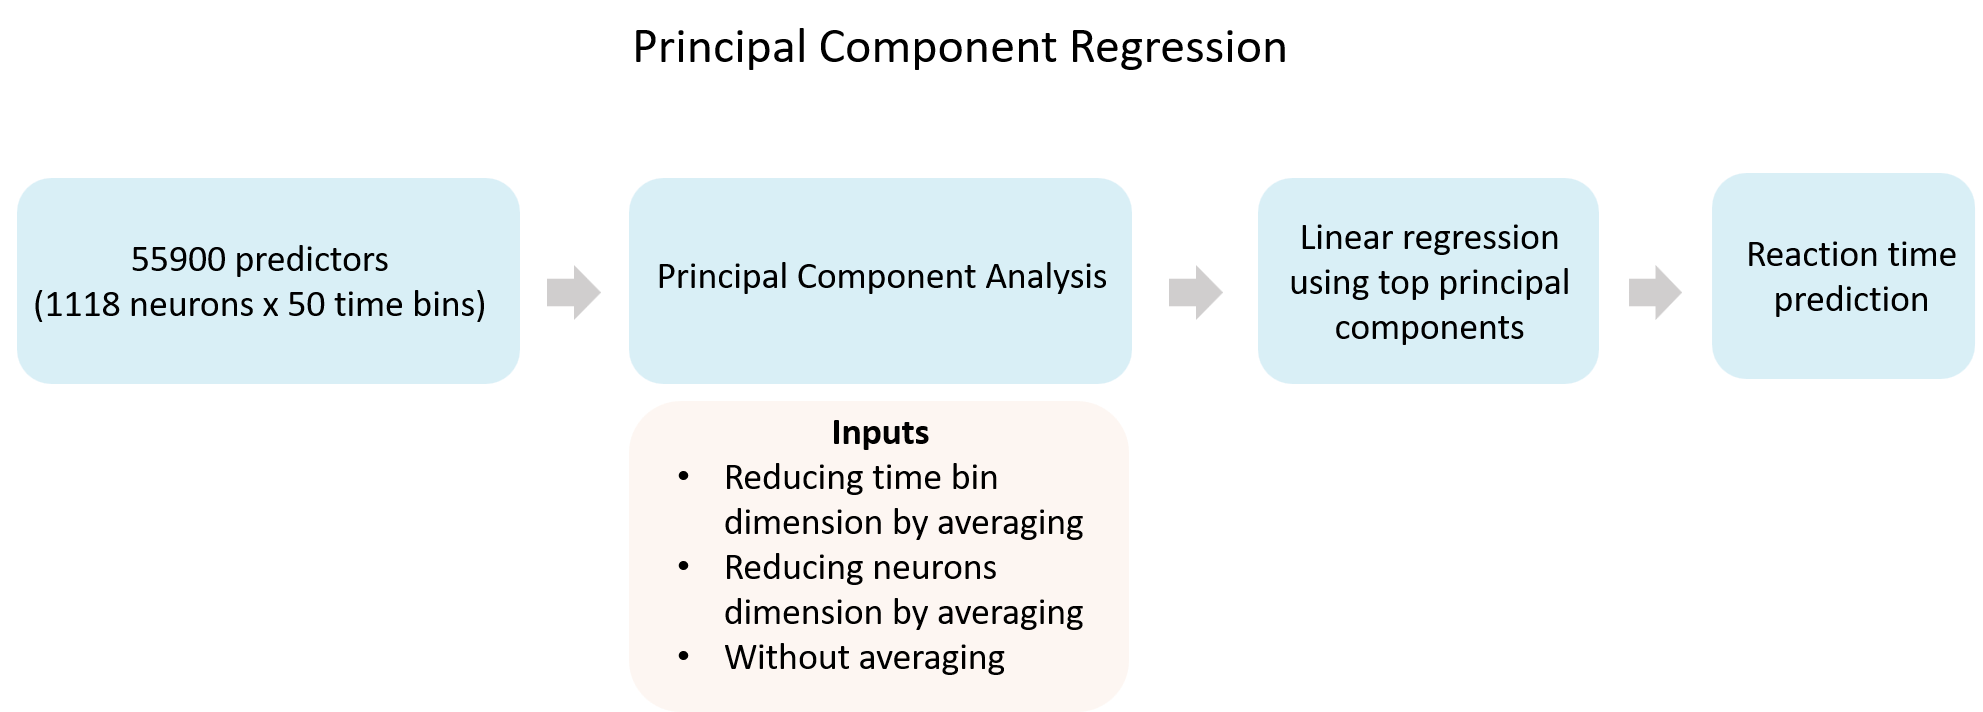 Principal Component Regression
55900 predictors
(1118 neurons x 50 time bins)
Principal Component Analysis
Linear regression
using top principal
components
Reaction time
prediction
Inputs
• Reducing time bin
dimension by averaging
• Reducing neurons
dimension by averaging
• Without averaging